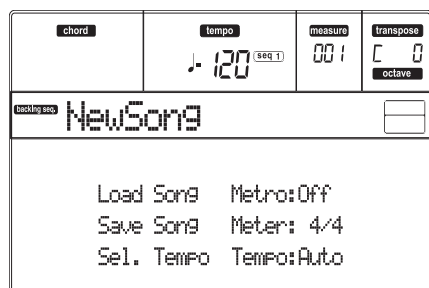 chord tempo measure transpose
♩= 120 seq 1 001 C 0
octave
backing seq. NewSong
Load Song Metro:Off
Save Song Meter: 4/4
Sel. Tempo Tempo:Auto